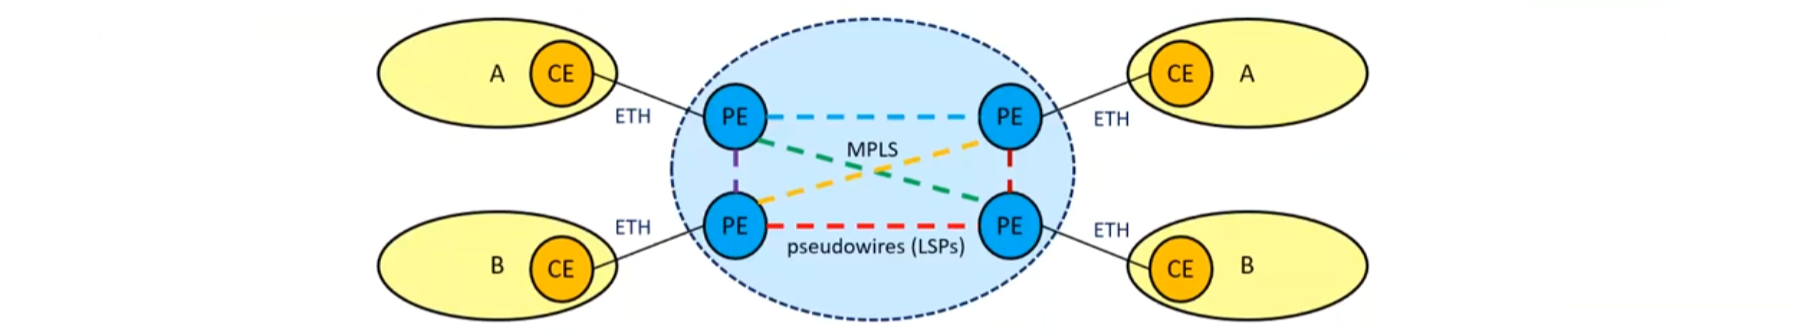 A CE
CE A
ETH
PE
PE
ETH
MPLS
ETH
PE
PE
ETH
pseudowires (LSPs)
B CE
CE B